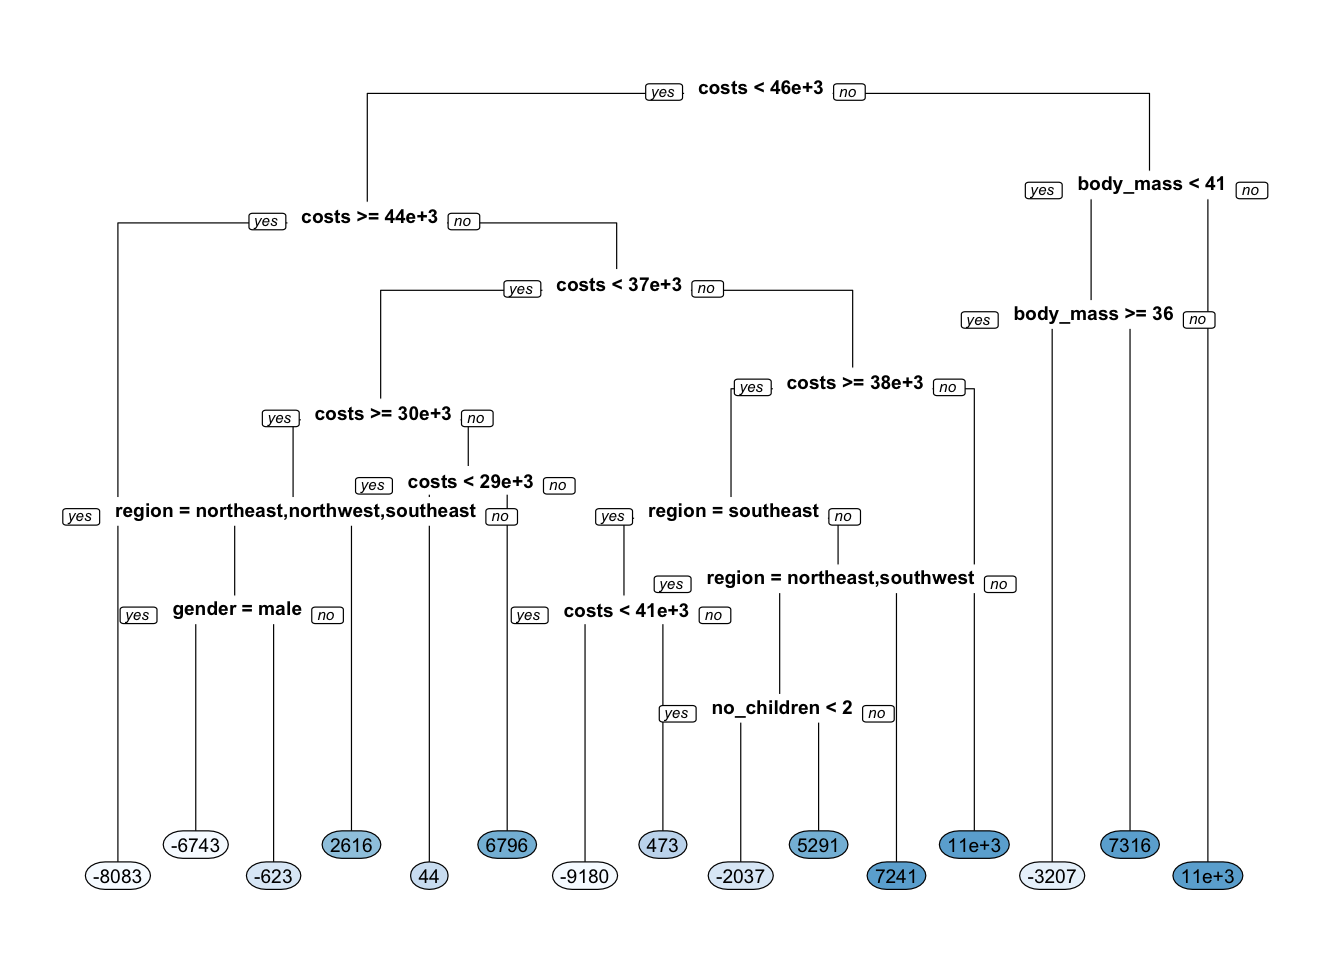 yes costs < 46e+3 no
yes body_mass < 41 no
yes costs >= 44e+3 no
yes costs < 37e+3 no
yes body_mass >= 36 no
yes costs >= 38e+3 no
yes costs >= 30e+3 no
yes costs < 29e+3 no
yes region = northeast,northwest,southeast no
yes region = southeast no
yes region = northeast,southwest no
yes gender = male no
yes costs < 41e+3 no
yes no_children < 2 no
-6743 2616 6796 473 5291 11e+3 7316
-8083 -623 44 -9180 -2037 7241 -3207 11e+3